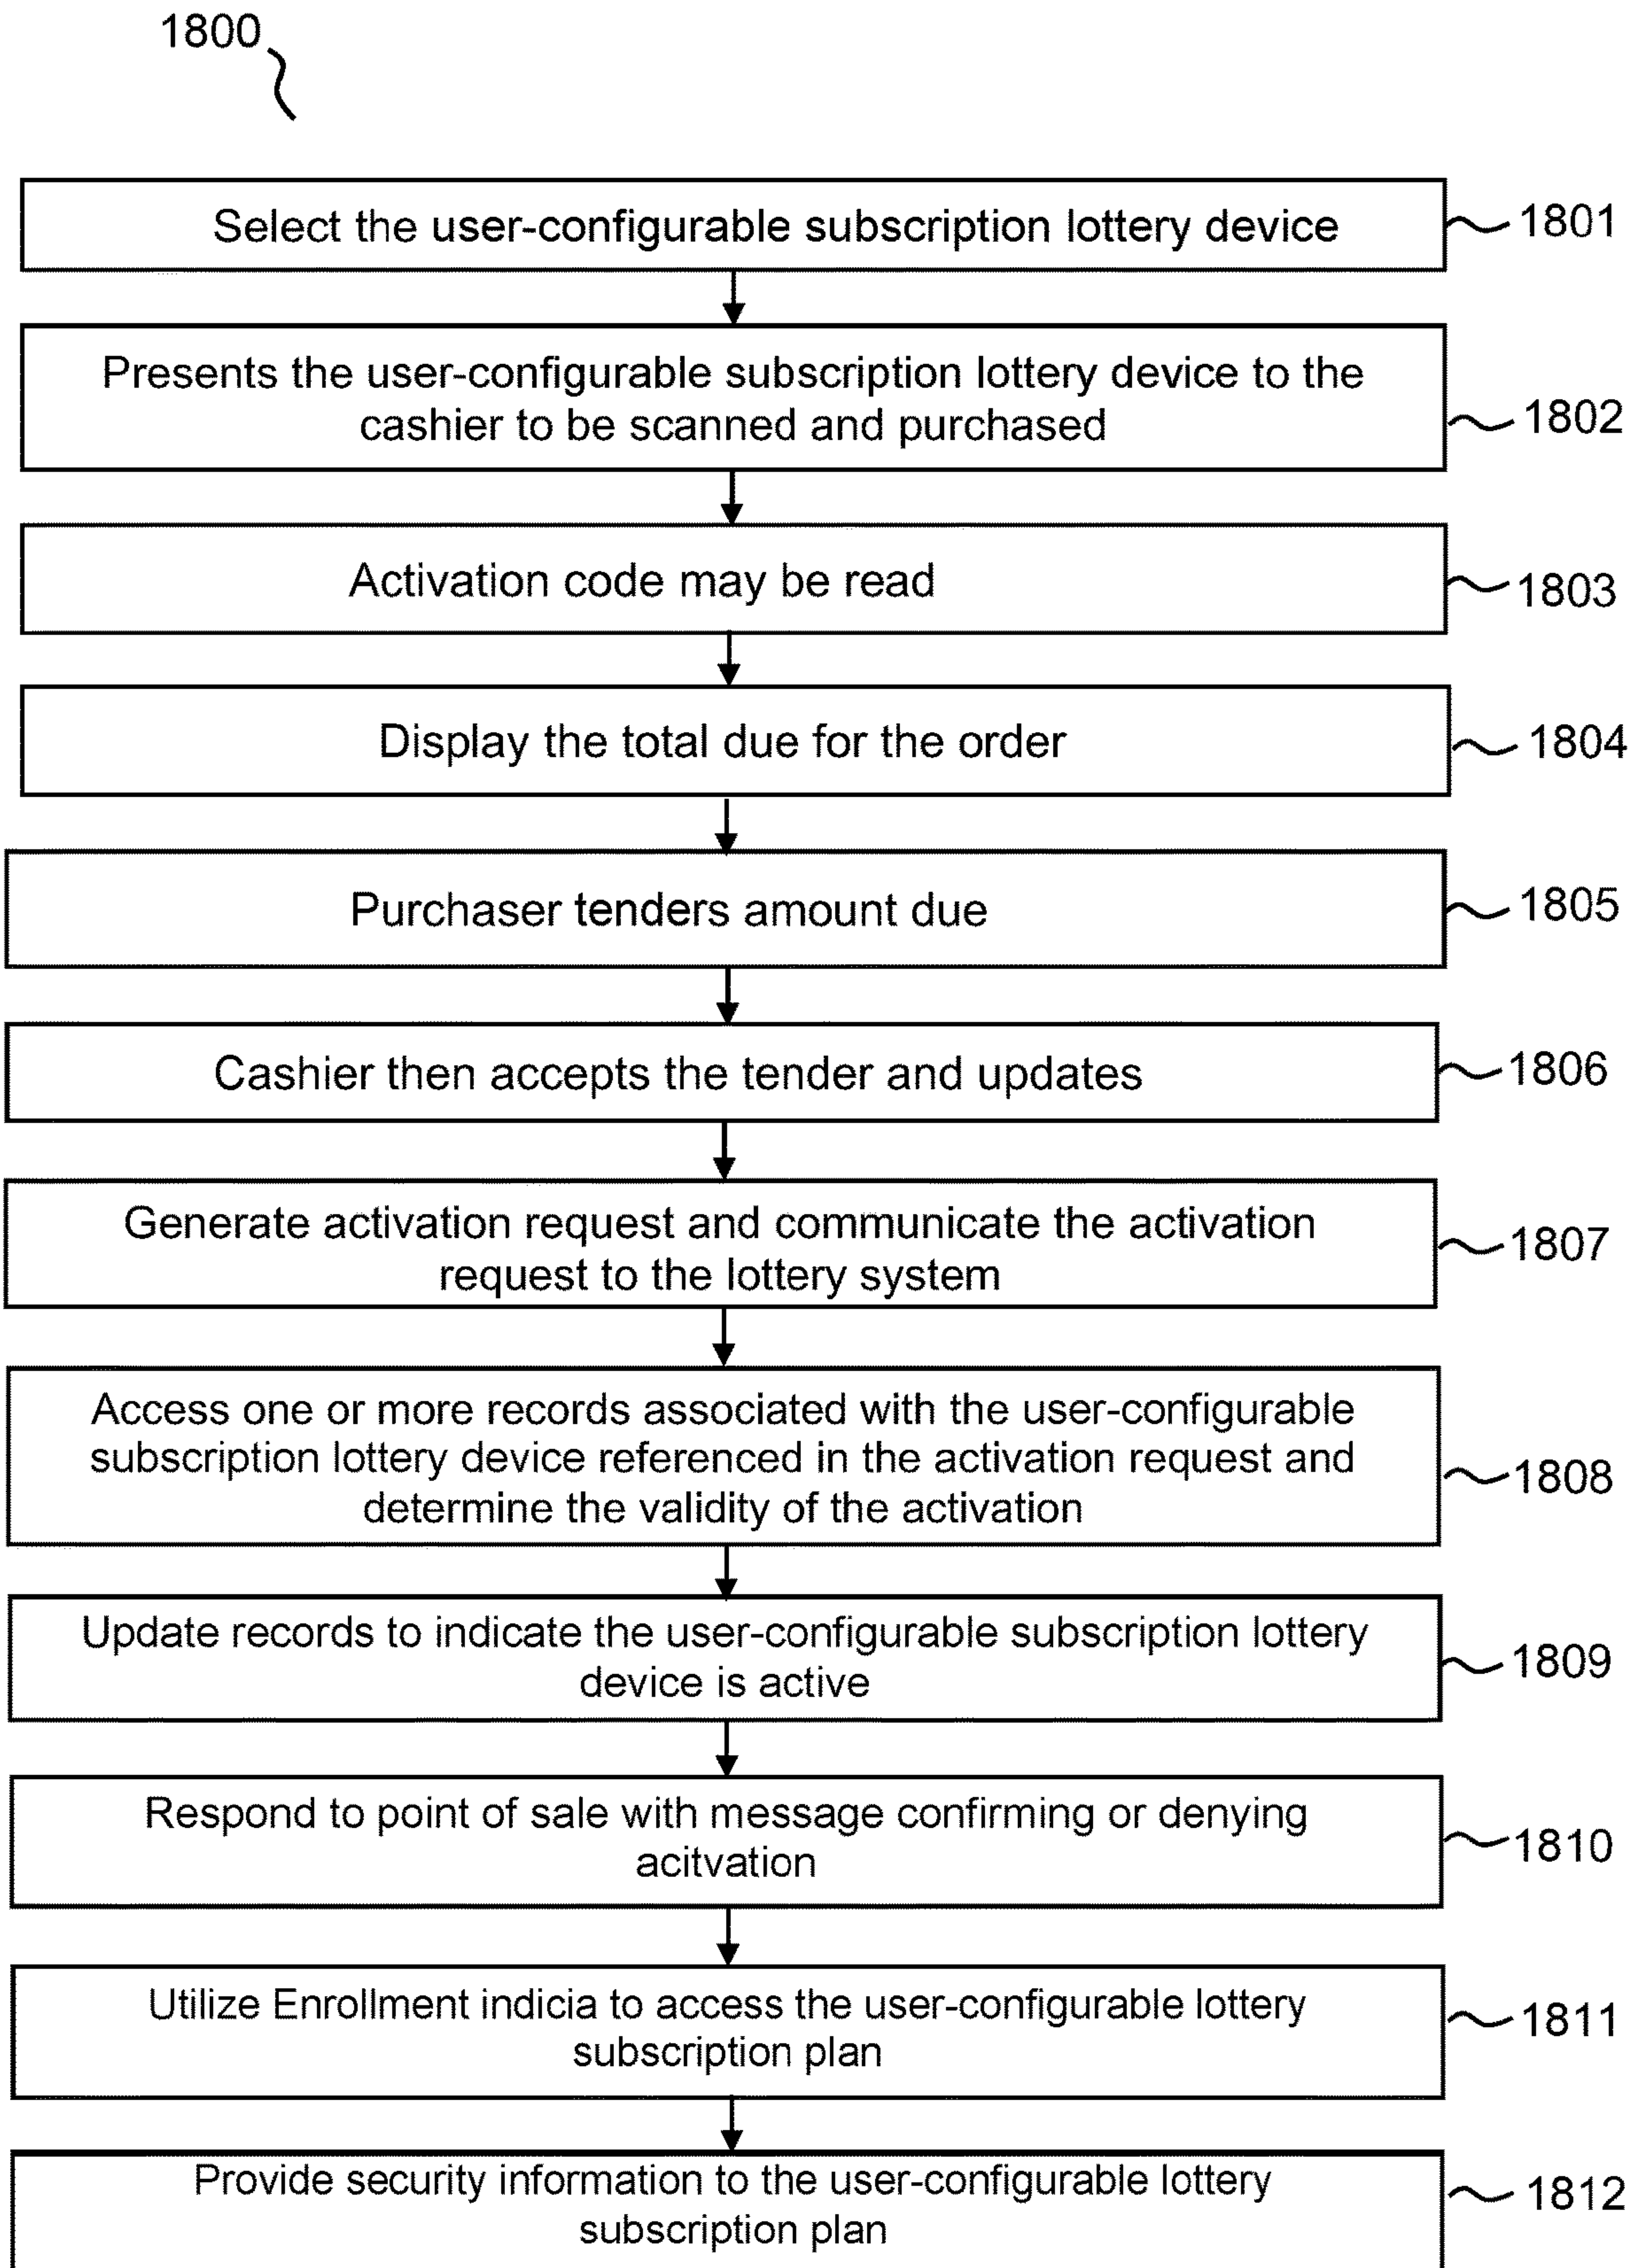 1800
Select the user-configurable subscription lottery device
1801
Presents the user-configurable subscription lottery device to the
cashier to be scanned and purchased
1802
Activation code may be read
1803
Display the total due for the order
1804
Purchaser tenders amount due
1805
Cashier then accepts the tender and updates
1806
Generate activation request and communicate the activation
request to the lottery system
1807
Access one or more records associated with the user-configurable
subscription lottery device referenced in the activation request and
determine the validity of the activation
1808
Update records to indicate the user-configurable subscription lottery
device is active
1809
Respond to point of sale with message confirming or denying
acitvation
1810
Utilize Enrollment indicia to access the user-configurable lottery
subscription plan
1811
Provide security information to the user-configurable lottery
subscription plan
1812